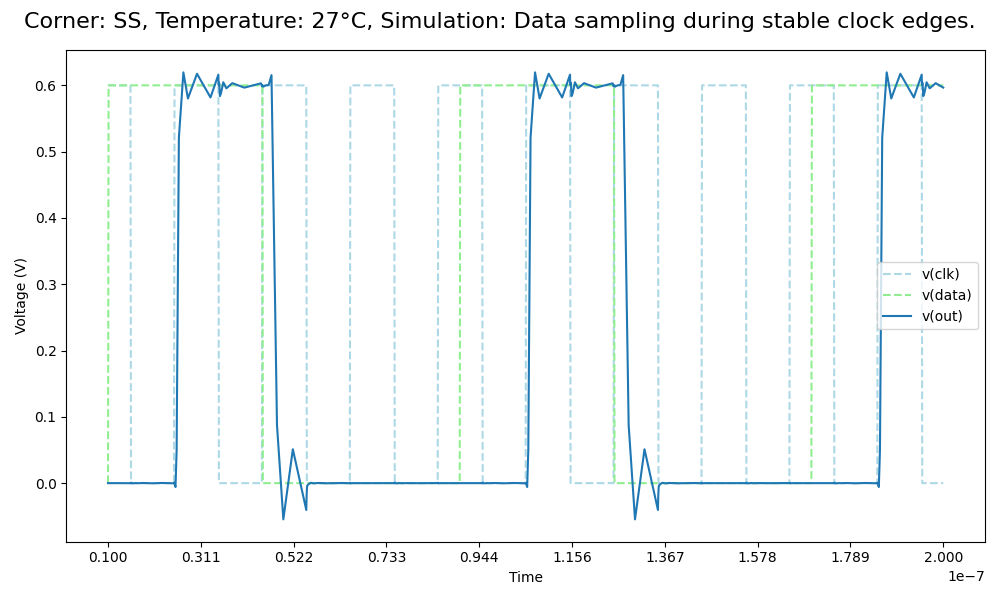 Corner: SS, Temperature: 27°C, Simulation: Data sampling during stable clock edges.
Voltage (V)
0.6
0.5
0.4
0.3
0.2
0.1
0.0
v(clk)
v(data)
v(out)
0.100 0.311 0.522 0.733 0.944 1.156 1.367 1.578 1.789 2.000
Time
1e−7